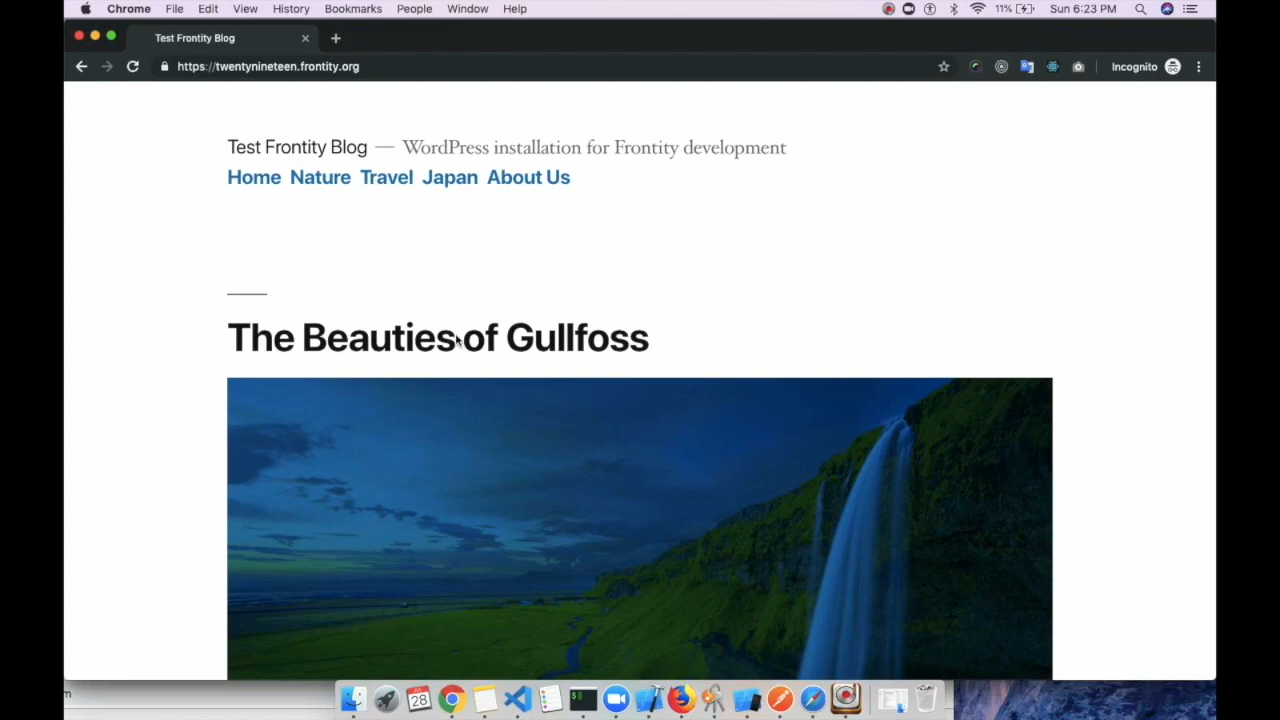 Chrome File Edit View History Bookmarks People Window Help 11% Sun 6:23 PM
Test Frontity Blog
https://twentynineteen.frontity.org Incognito
Test Frontity Blog — WordPress installation for Frontity development
Home Nature Travel Japan About Us
The Beauties of Gullfoss
m
28